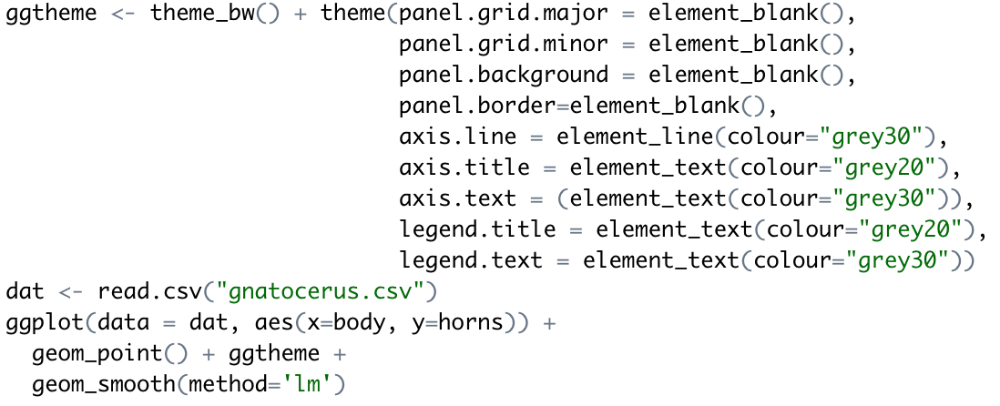 ggtheme <- theme_bw() + theme(panel.grid.major = element_blank(),
                              panel.grid.minor = element_blank(),
                              panel.background = element_blank(),
                              panel.border=element_blank(),
                              axis.line = element_line(colour="grey30"),
                              axis.title = element_text(colour="grey20"),
                              axis.text = (element_text(colour="grey30")),
                              legend.title = element_text(colour="grey20"),
                              legend.text = element_text(colour="grey30"))
dat <- read.csv("gnatocerus.csv")
ggplot(data = dat, aes(x=body, y=horns)) +
  geom_point() + ggtheme +
  geom_smooth(method='lm')